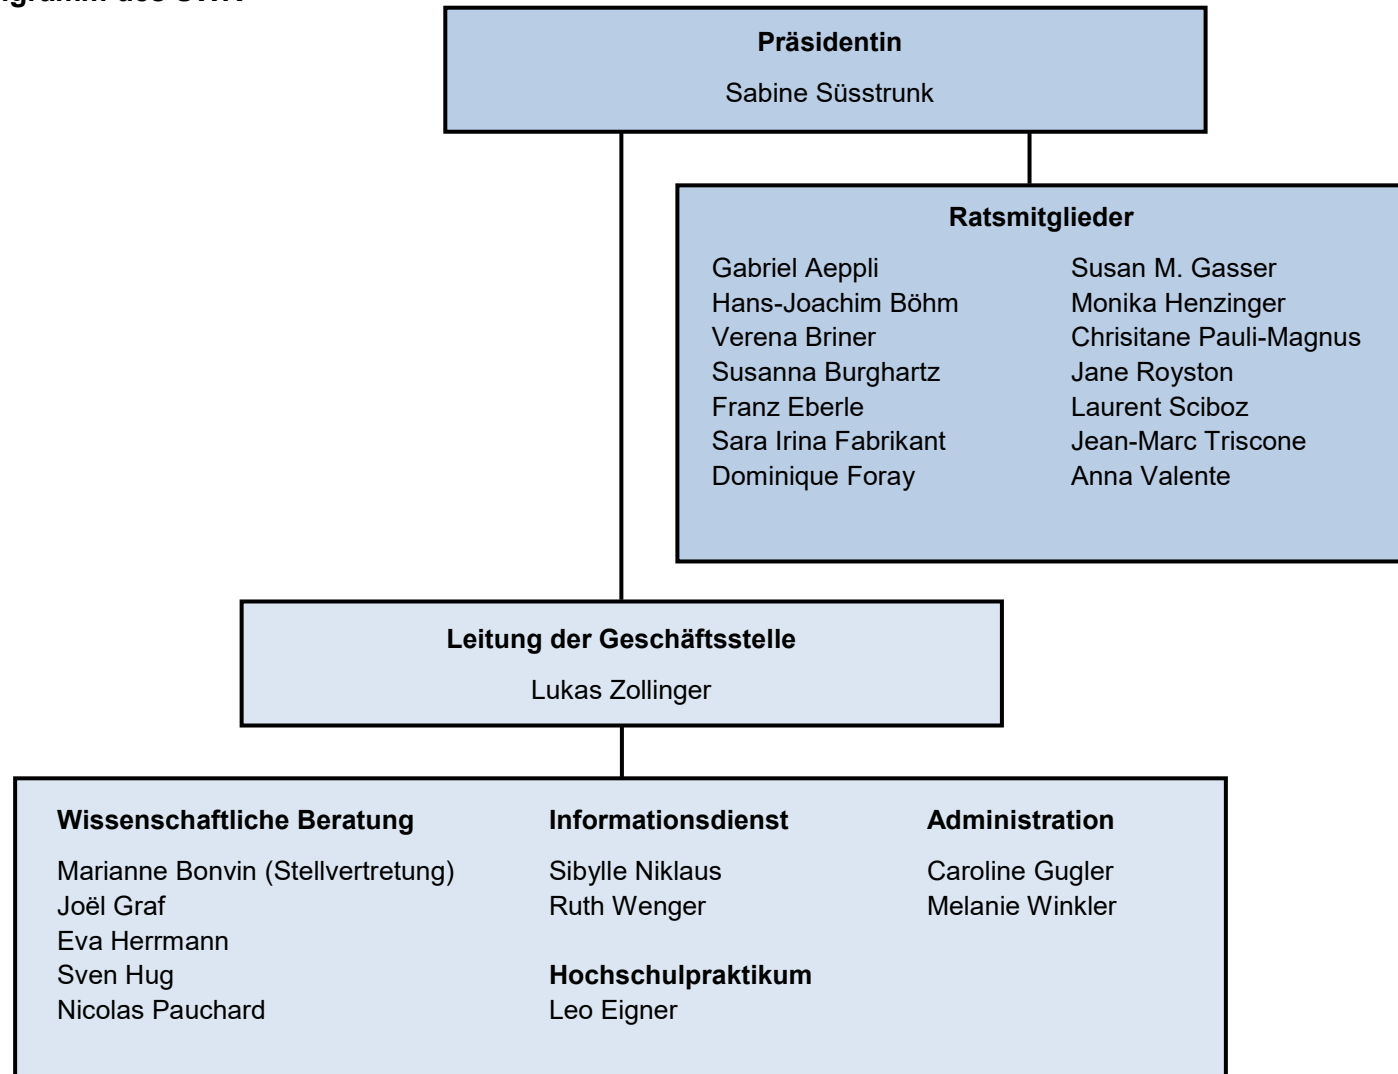 Präsidentin
Sabine Süsstrunk
Ratsmitglieder
Gabriel Aeppli
Hans-Joachim Böhm
Verena Briner
Susanna Burghartz
Franz Eberle
Sara Irina Fabrikant
Dominique Foray
Susan M. Gasser
Monika Henzinger
Chrisitane Pauli-Magnus
Jane Royston
Laurent Sciboz
Jean-Marc Triscone
Anna Valente
Leitung der Geschäftsstelle
Lukas Zollinger
Wissenschaftliche Beratung
Marianne Bonvin (Stellvertretung)
Joël Graf
Eva Herrmann
Sven Hug
Nicolas Pauchard
Informationsdienst
Sibylle Niklaus
Ruth Wenger
Hochschulpraktikum
Leo Eigner
Administration
Caroline Gugler
Melanie Winkler